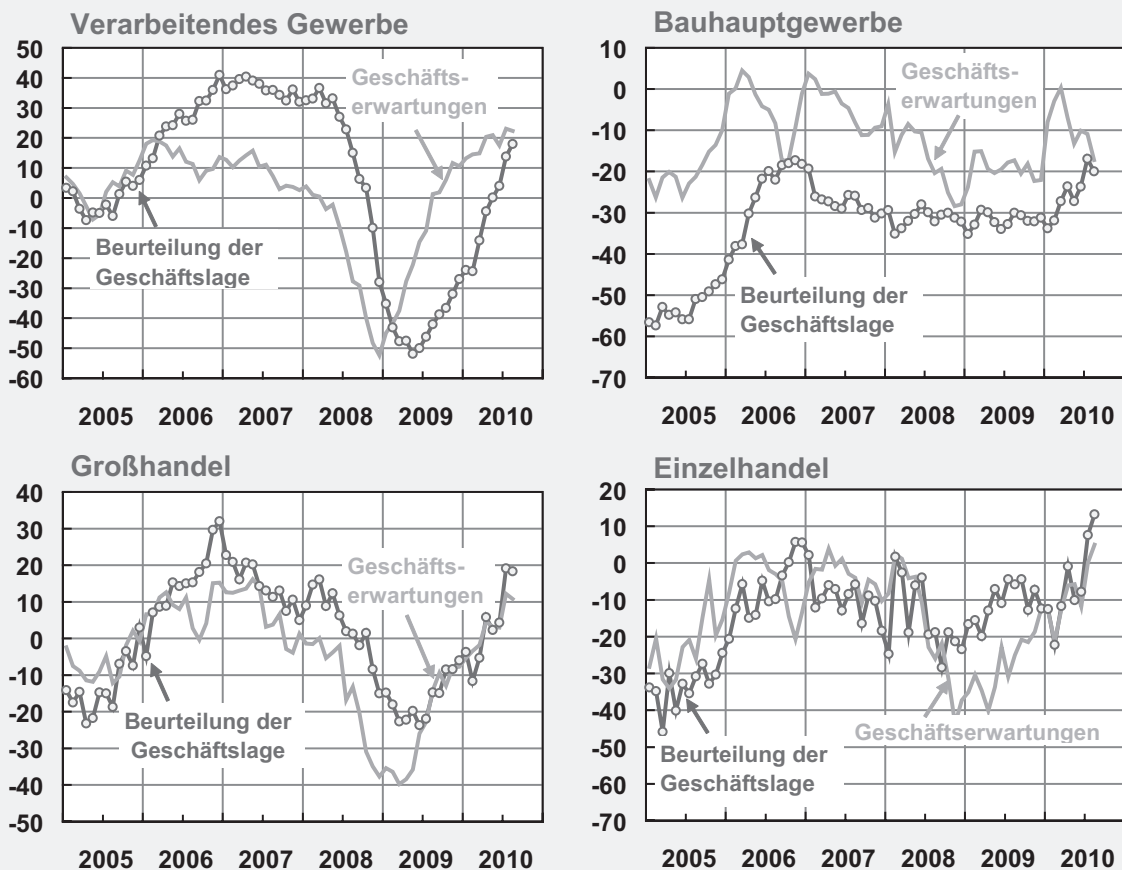 Verarbeitendes Gewerbe
50
40
30
20
10
0
-10
-20
-30
-40
-50
-60
Geschäfts-
erwartungen
Beurteilung der
Geschäftslage
2005 2006 2007 2008 2009 2010
Bauhauptgewerbe
10
0
-10
-20
-30
-40
-50
-60
-70
Geschäfts-
erwartungen
Beurteilung der
Geschäftslage
2005 2006 2007 2008 2009 2010
Großhandel
40
30
20
10
0
-10
-20
-30
-40
-50
Geschäfts-
erwartungen
Beurteilung der
Geschäftslage
2005 2006 2007 2008 2009 2010
Einzelhandel
20
10
0
-10
-20
-30
-40
-50
-60
-70
Geschäftserwartungen
Beurteilung der
Geschäftslage
2005 2006 2007 2008 2009 2010